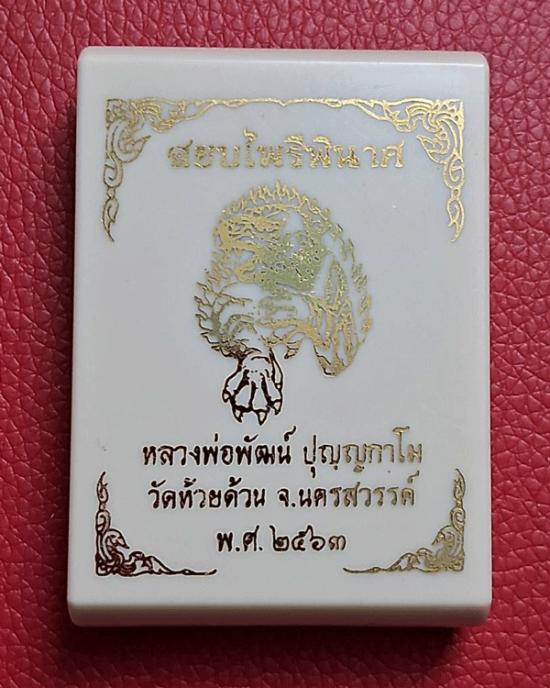 สยบไพรีพินาศ
หลวงพ่อพัฒน์ ปุญฺญกาโม
วัดห้วยด้วน จ.นครสวรรค์
พ.ศ. ๒๕๖๓